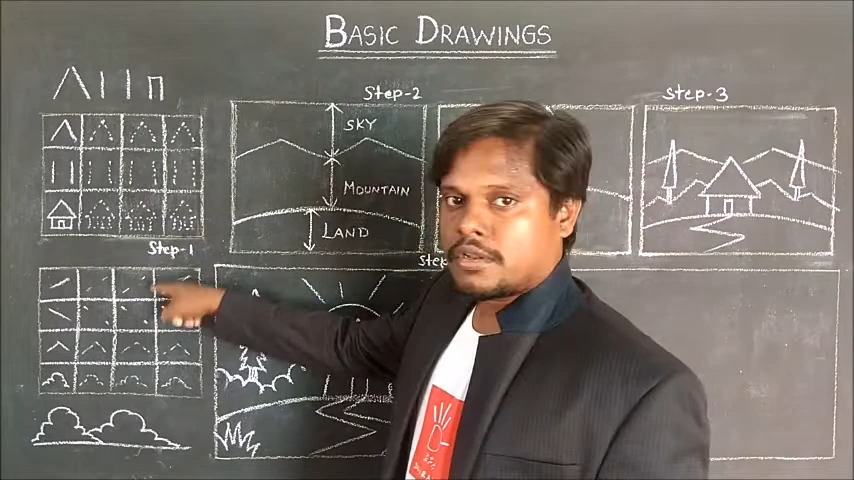 BASIC DRAWINGS
Step-2
Step-3
SKY
MOUNTAIN
LAND
Step-1